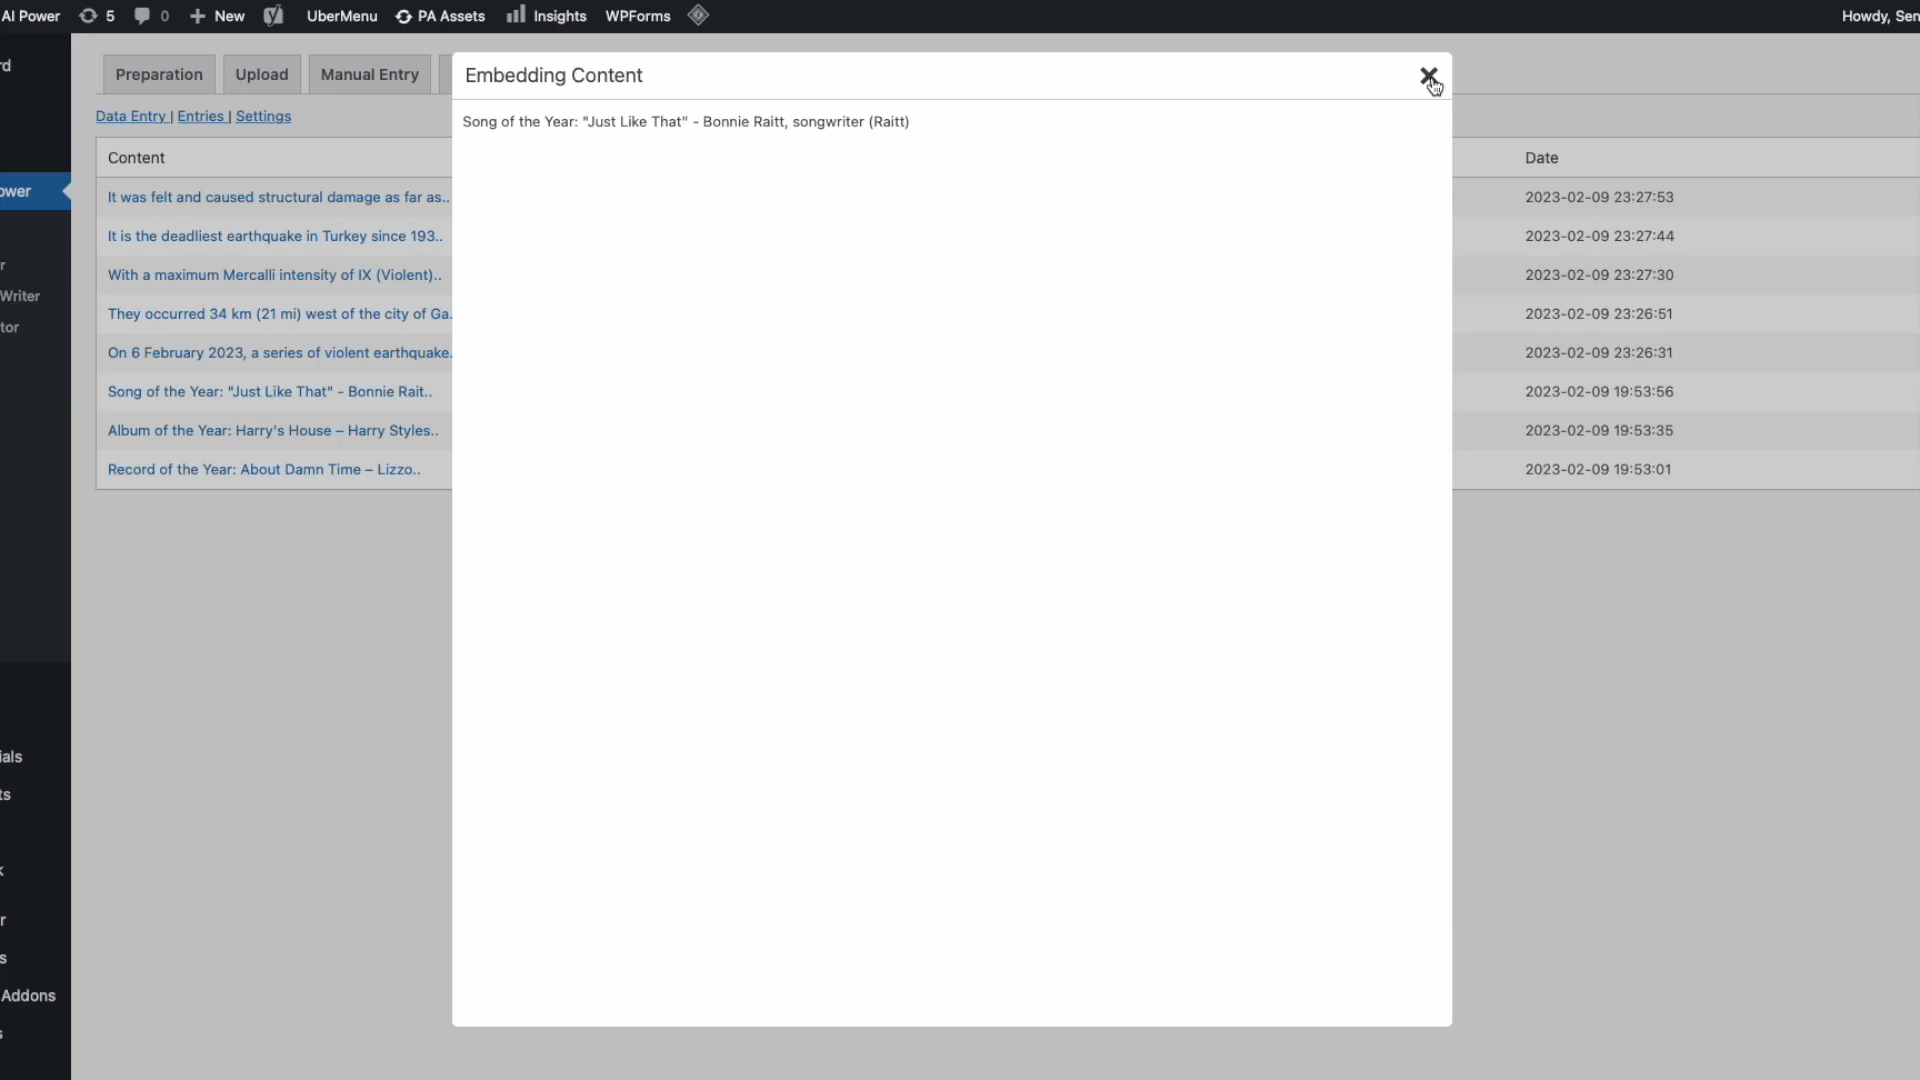 AI Power 5 0 New UberMenu PA Assets Insights WPForms Howdy, Sen
rd
ower
r
Writer
tor
ials
ts
k
r
s
Addons
s
Preparation Upload Manual Entry
Data Entry | Entries | Settings
Content Date
It was felt and caused structural damage as far as.. 2023-02-09 23:27:53
It is the deadliest earthquake in Turkey since 193.. 2023-02-09 23:27:44
With a maximum Mercalli intensity of IX (Violent).. 2023-02-09 23:27:30
They occurred 34 km (21 mi) west of the city of Ga. 2023-02-09 23:26:51
On 6 February 2023, a series of violent earthquake. 2023-02-09 23:26:31
Song of the Year: "Just Like That" - Bonnie Rait.. 2023-02-09 19:53:56
Album of the Year: Harry's House – Harry Styles.. 2023-02-09 19:53:35
Record of the Year: About Damn Time – Lizzo.. 2023-02-09 19:53:01
Embedding Content
Song of the Year: "Just Like That" - Bonnie Raitt, songwriter (Raitt)